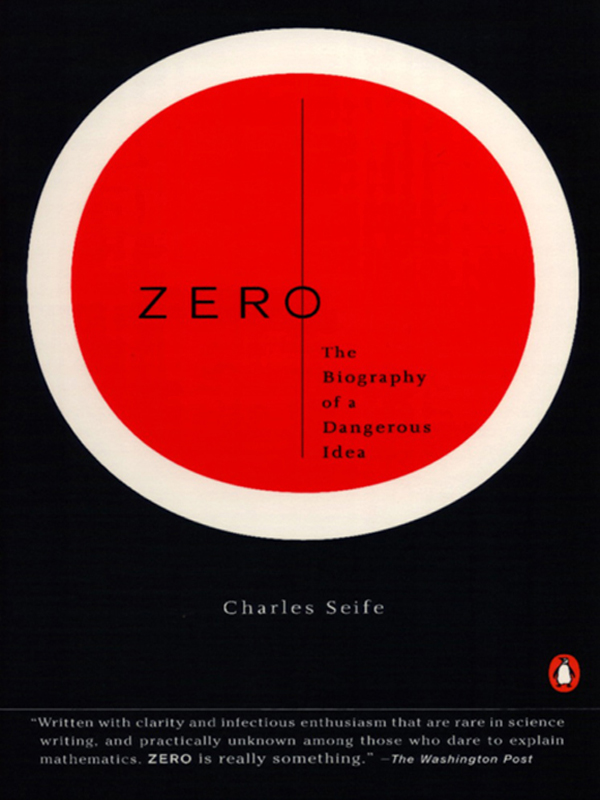 ZERO
The
Biography
of a
Dangerous
Idea
Charles Seife
“Written with clarity and infectious enthusiasm that are rare in science
writing, and practically unknown among those who dare to explain
mathematics. ZERO is really something.” —The Washington Post